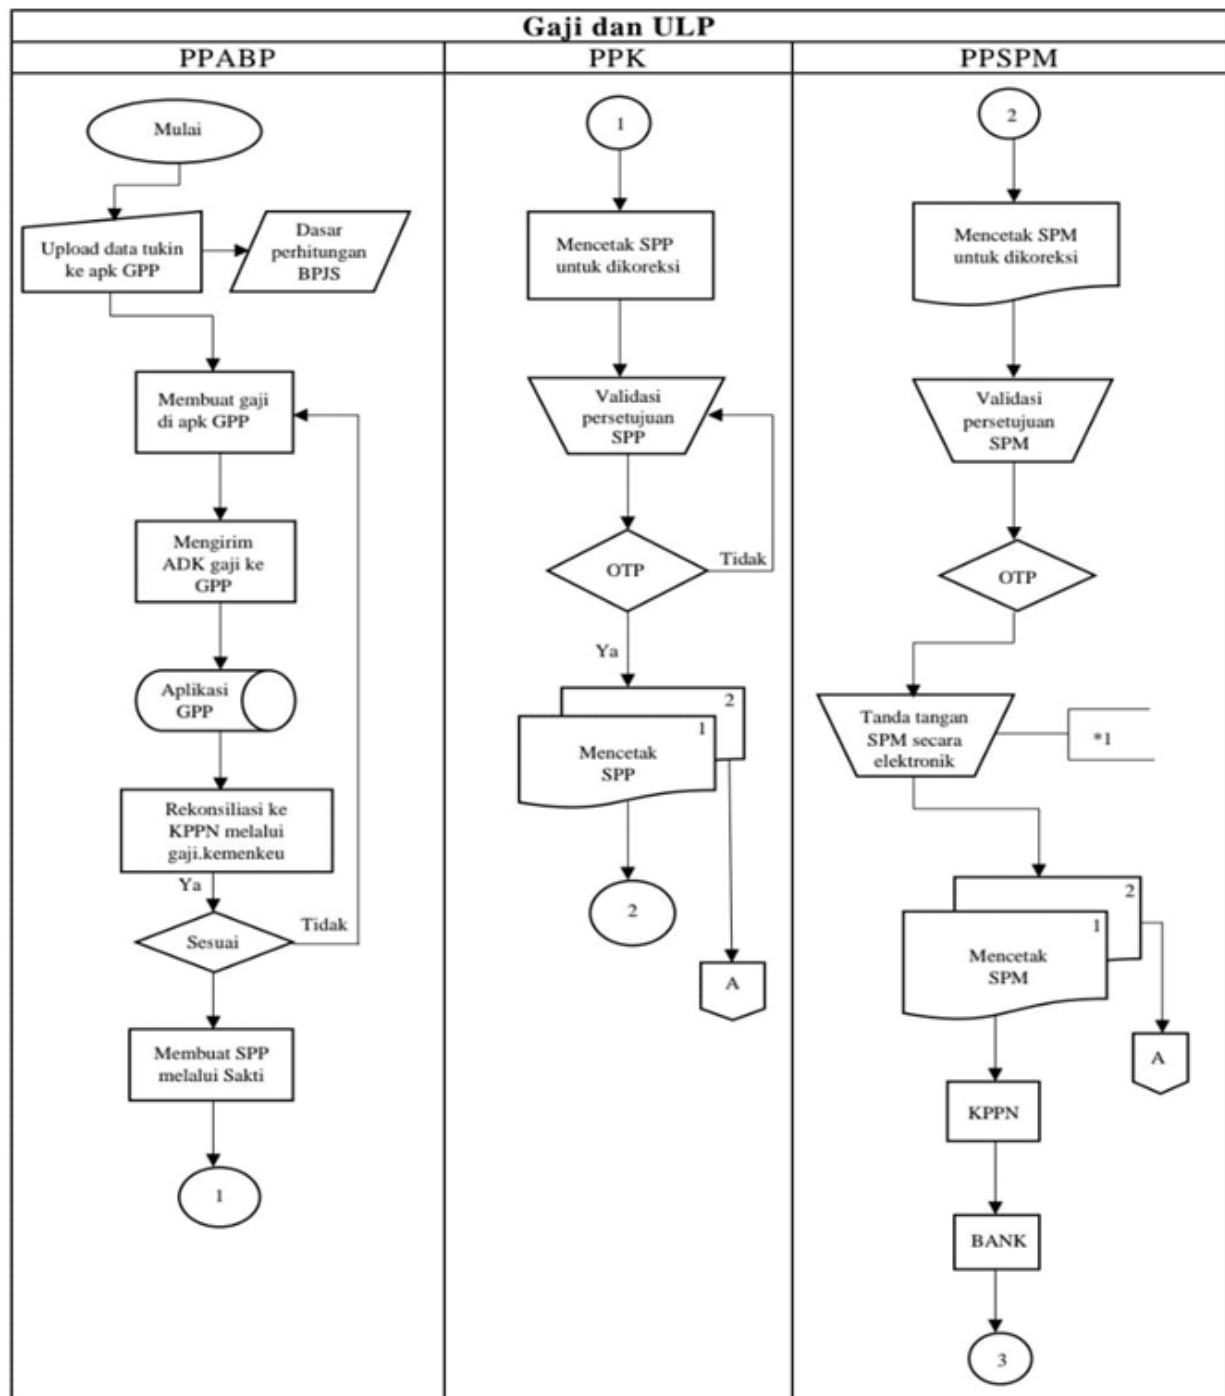 Gaji dan ULP
PPABP
PPK
PPSPM
Mulai
Upload data tukin
ke apk GPP
Dasar
perhitungan
BPJS
Membuat gaji
di apk GPP
Mengirim
ADK gaji ke
GPP
Aplikasi
GPP
Rekonsiliasi ke
KPPN melalui
gaji.kemenkeu
Ya
Sesuai
Tidak
Membuat SPP
melalui Sakti
1
1
Mencetak SPP
untuk dikoreksi
Validasi
persetujuan
SPP
OTP
Tidak
Ya
2
1
Mencetak
SPP
2
A
2
Mencetak SPM
untuk dikoreksi
Validasi
persetujuan
SPM
OTP
Tanda tangan
SPM secara
elektronik
*1
2
1
Mencetak
SPM
A
KPPN
BANK
3